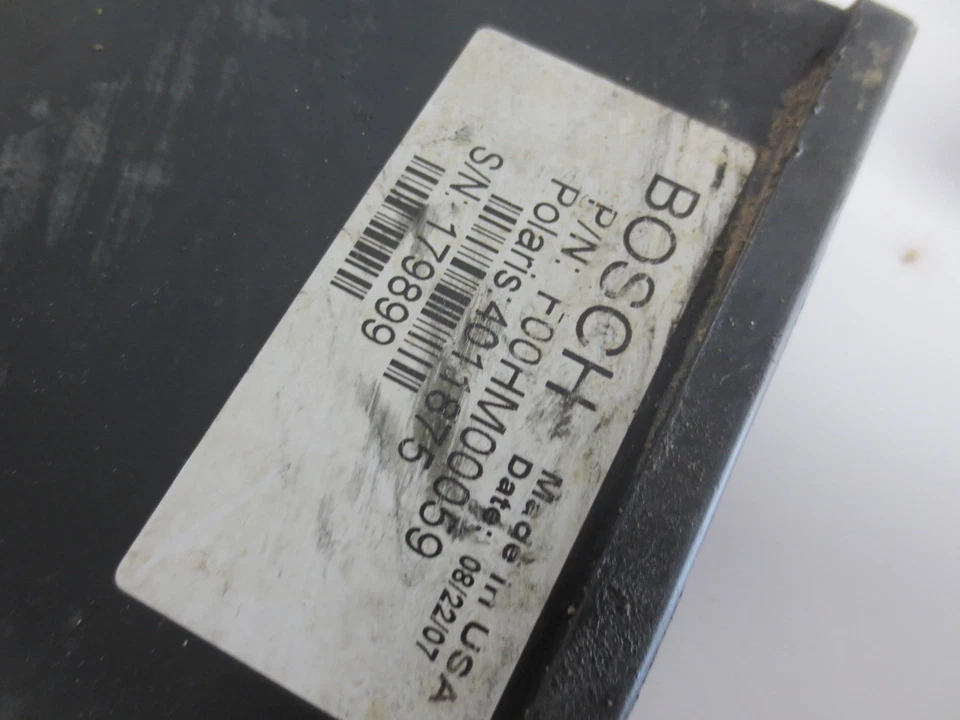 BOSCH
P/N: F00HM00059
Polaris:4011875
S/N: 179899
Made in USA
Date: 08/22/07